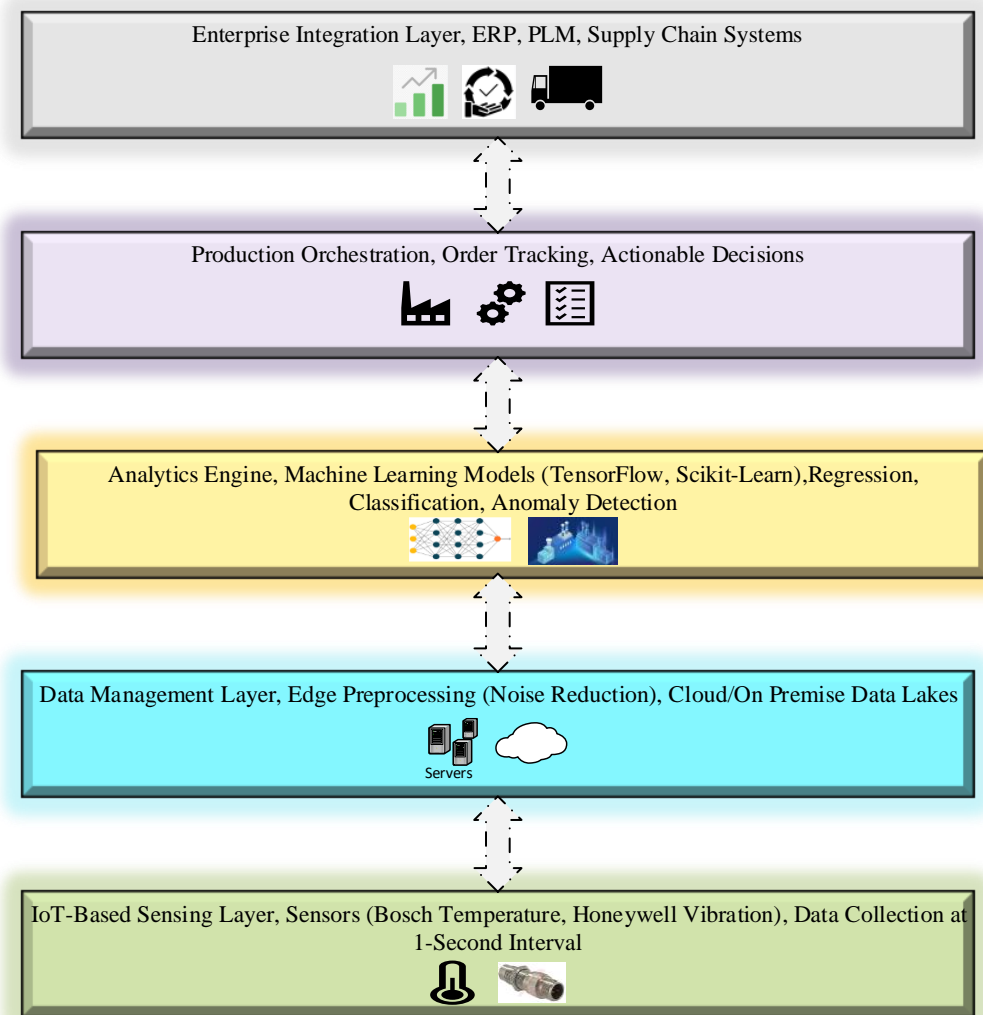 Enterprise Integration Layer, ERP, PLM, Supply Chain Systems
Production Orchestration, Order Tracking, Actionable Decisions
Analytics Engine, Machine Learning Models (TensorFlow, Scikit-Learn),Regression,
Classification, Anomaly Detection
Data Management Layer, Edge Preprocessing (Noise Reduction), Cloud/On Premise Data Lakes
Servers
IoT-Based Sensing Layer, Sensors (Bosch Temperature, Honeywell Vibration), Data Collection at
1-Second Interval